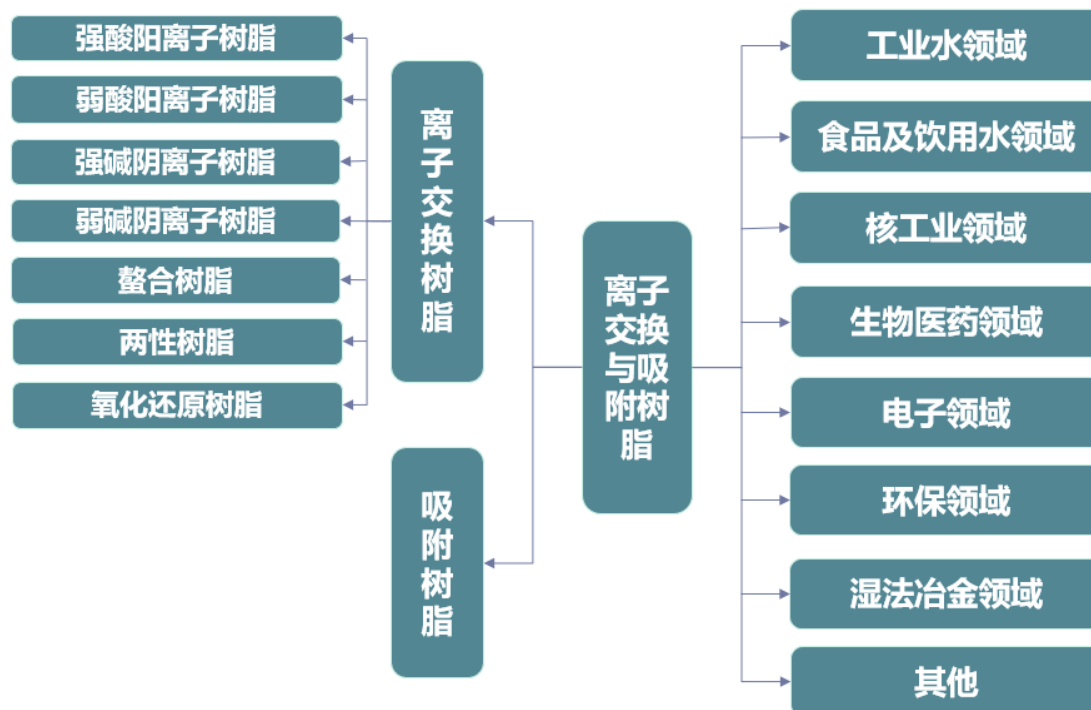 强酸阳离子树脂
弱酸阳离子树脂
强碱阴离子树脂
弱碱阴离子树脂
螯合树脂
两性树脂
氧化还原树脂
离子交换树脂
吸附树脂
离子
交换
与吸
附树
脂
工业水领域
食品及饮用水领域
核工业领域
生物医药领域
电子领域
环保领域
湿法冶金领域
其他